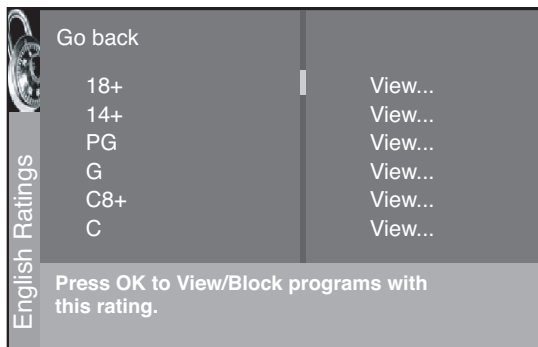 Go back
18+ View...
14+ View...
PG View...
G View...
C8+ View...
C View...
English Ratings
Press OK to View/Block programs with
this rating.